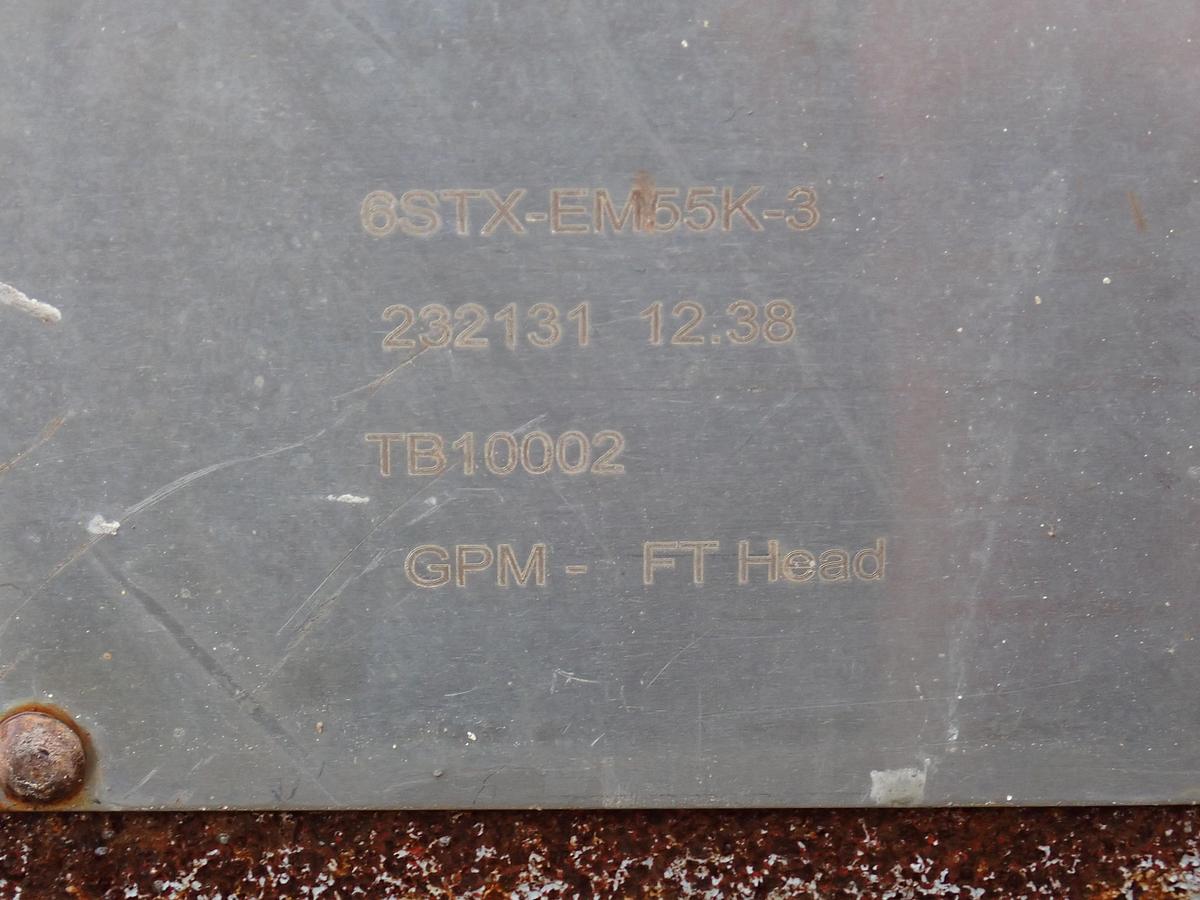 6STX-EM55K-3
232131 12.38
TB10002
GPM - FT Head